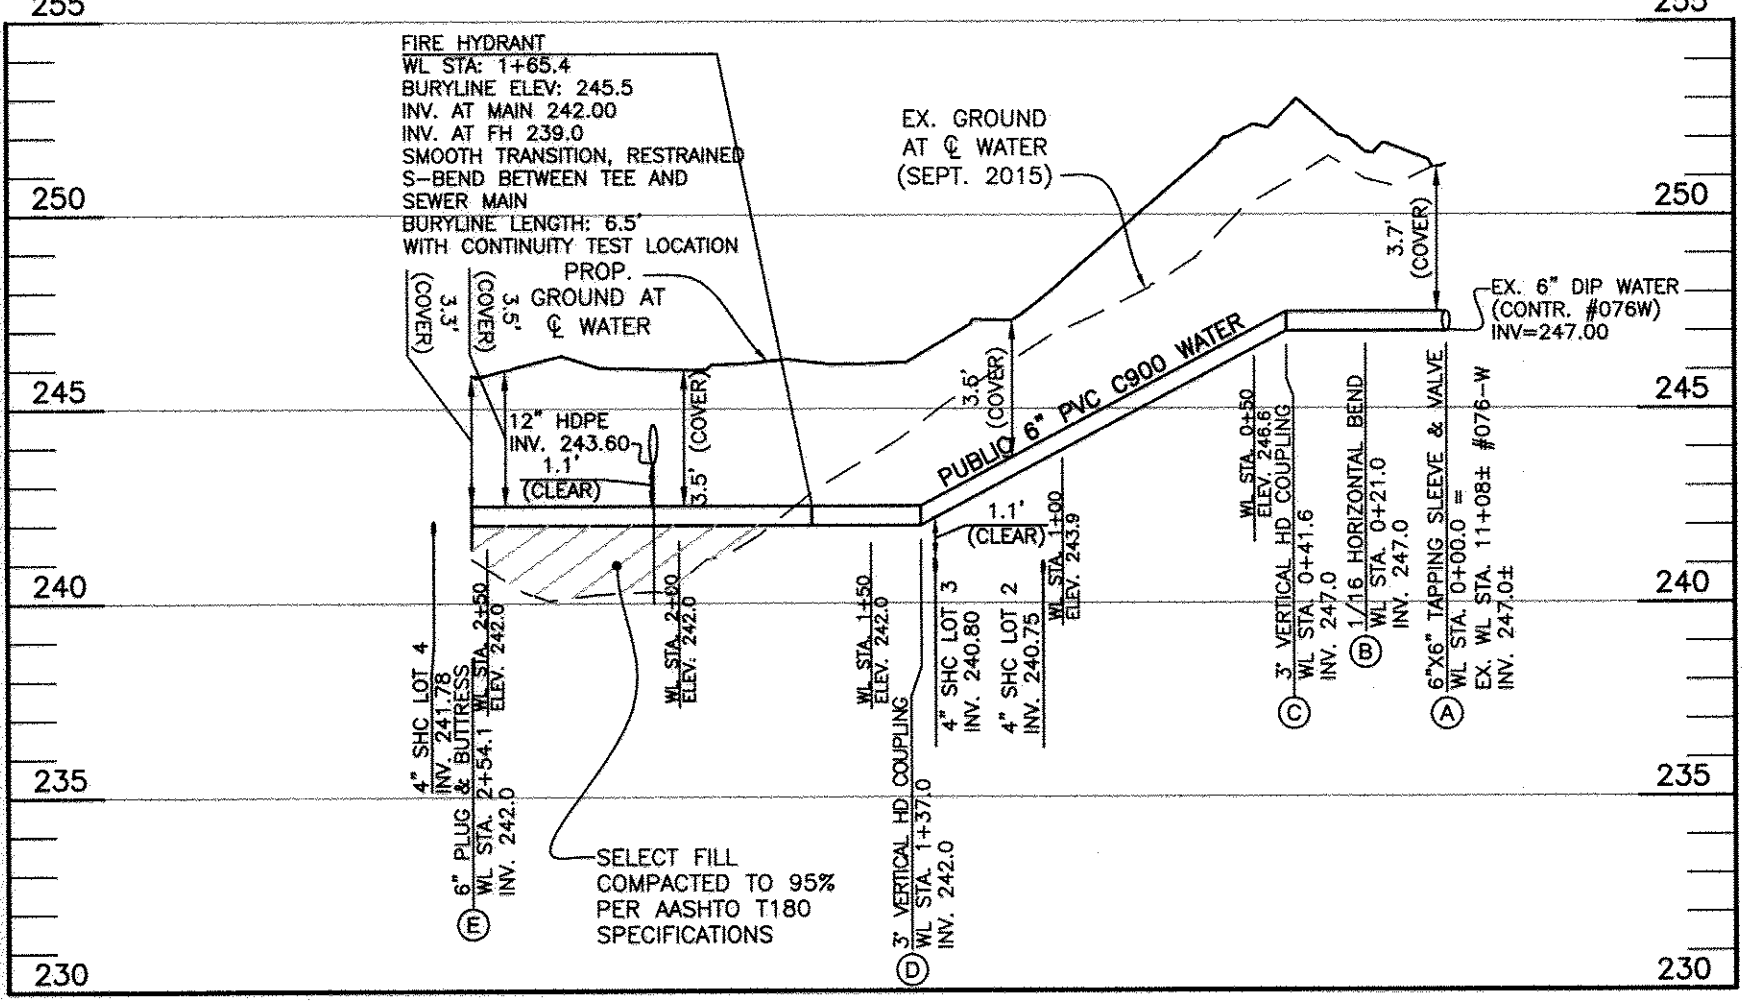 255
255
FIRE HYDRANT
WL STA: 1+65.4
BURYLINE ELEV: 245.5
INV. AT MAIN 242.00
INV. AT FH 239.0
SMOOTH TRANSITION, RESTRAINED
S-BEND BETWEEN TEE AND
SEWER MAIN
BURYLINE LENGTH: 6.5'
WITH CONTINUITY TEST LOCATION
EX. GROUND
AT ℄ WATER
(SEPT. 2015)
250
250
PROP.
GROUND AT
℄ WATER
3.3'
(COVER)
3.5'
(COVER)
3.7'
(COVER)
EX. 6" DIP WATER
(CONTR. #076W)
INV=247.00
245
245
12" HDPE
INV. 243.60
1.1'
(CLEAR)
3.5' (COVER)
3.6'
(COVER)
PUBLIC 6" PVC C900 WATER
1.1'
(CLEAR)
240
240
4" SHC LOT 4
INV. 241.78
6" PLUG & BUTTRESS
WL STA. 2+54.1
INV. 242.0
E
WL STA. 2+50
ELEV. 242.0
WL STA. 2+00
ELEV. 242.0
WL STA. 1+50
ELEV. 242.0
3" VERTICAL HD COUPLING
WL STA. 1+37.0
INV. 242.0
D
4" SHC LOT 3
INV. 240.80
4" SHC LOT 2
INV. 240.75
WL STA. 1+00
ELEV. 243.9
WL STA. 0+50
ELEV. 246.6
3" VERTICAL HD COUPLING
WL STA. 0+41.6
INV. 247.0
C
1/16 HORIZONTAL BEND
WL STA. 0+21.0
INV. 247.0
B
6"X6" TAPPING SLEEVE & VALVE
WL STA. 0+00.0 =
EX. WL STA. 11+08± #076-W
INV. 247.0±
A
235
235
SELECT FILL
COMPACTED TO 95%
PER AASHTO T180
SPECIFICATIONS
230
230